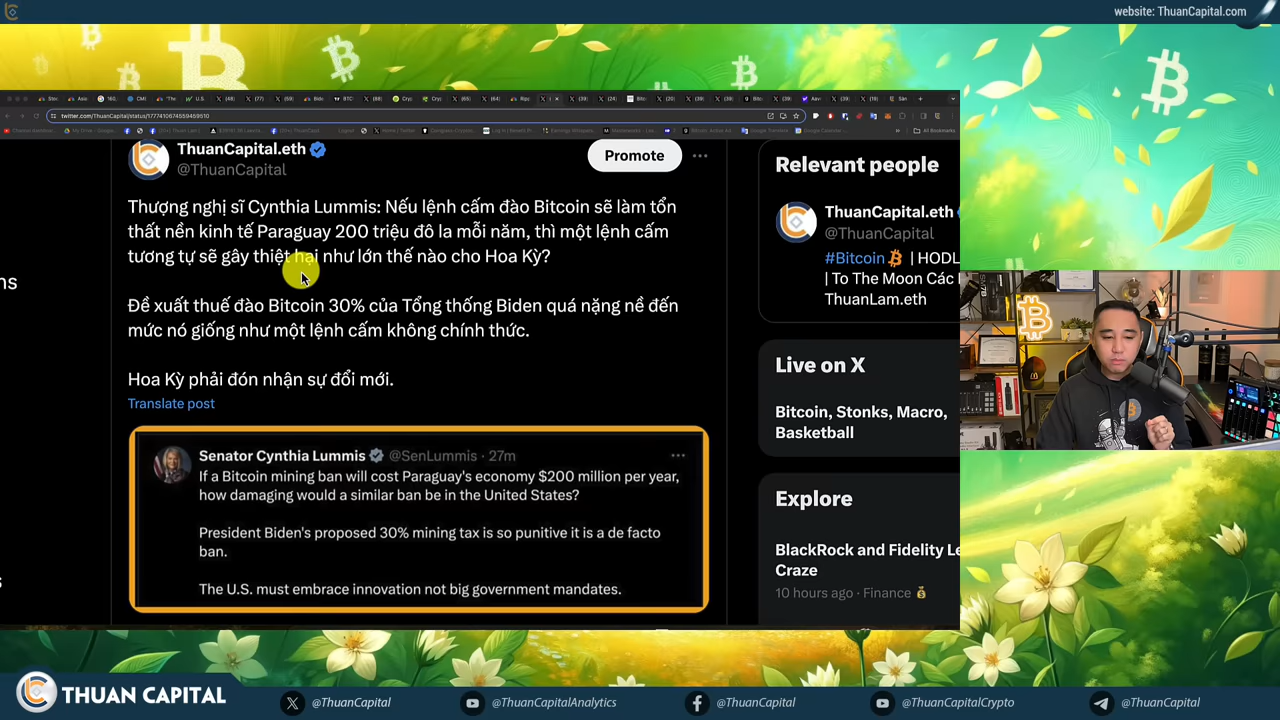 website: ThuanCapital.com
twitter.com/ThuanCapital/status/1777410674559459510
All Bookmarks
ThuanCapital.eth
@ThuanCapital
Promote
Thượng nghị sĩ Cynthia Lummis: Nếu lệnh cấm đào Bitcoin sẽ làm tổn
thất nền kinh tế Paraguay 200 triệu đô la mỗi năm, thì một lệnh cấm
tương tự sẽ gây thiệt hại như lớn thế nào cho Hoa Kỳ?
Đề xuất thuế đào Bitcoin 30% của Tổng thống Biden quá nặng nề đến
mức nó giống như một lệnh cấm không chính thức.
Hoa Kỳ phải đón nhận sự đổi mới.
Translate post
Senator Cynthia Lummis @SenLummis · 27m
If a Bitcoin mining ban will cost Paraguay's economy $200 million per year,
how damaging would a similar ban be in the United States?
President Biden's proposed 30% mining tax is so punitive it is a de facto
ban.
The U.S. must embrace innovation not big government mandates.
Relevant people
ThuanCapital.eth
@ThuanCapital
#Bitcoin | HODL
| To The Moon Các
ThuanLam.eth
Live on X
Bitcoin, Stonks, Macro,
Basketball
Explore
BlackRock and Fidelity Le
Craze
10 hours ago · Finance
ns
s
THUAN CAPITAL
@ThuanCapital
@ThuanCapitalAnalytics
@ThuanCapital
@ThuanCapitalCrypto
@ThuanCapital